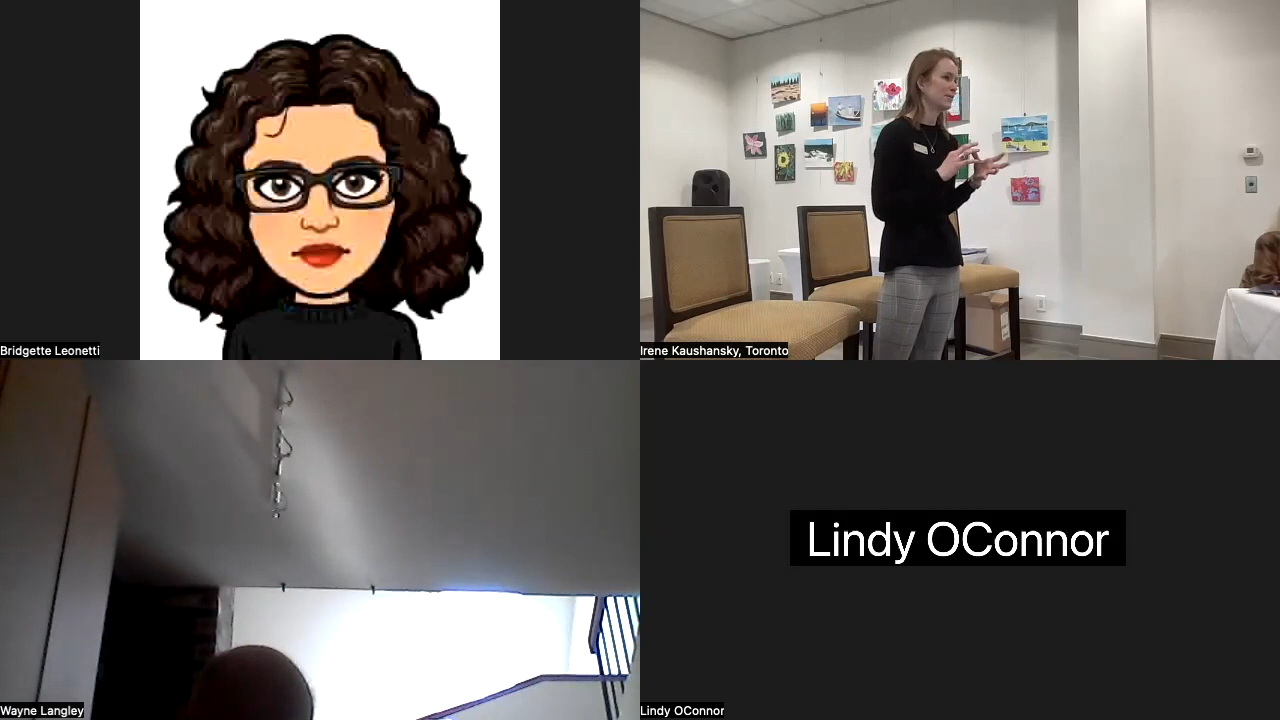 Bridgette Leonetti
Irene Kaushansky, Toronto
Lindy OConnor
Wayne Langley
Lindy OConnor